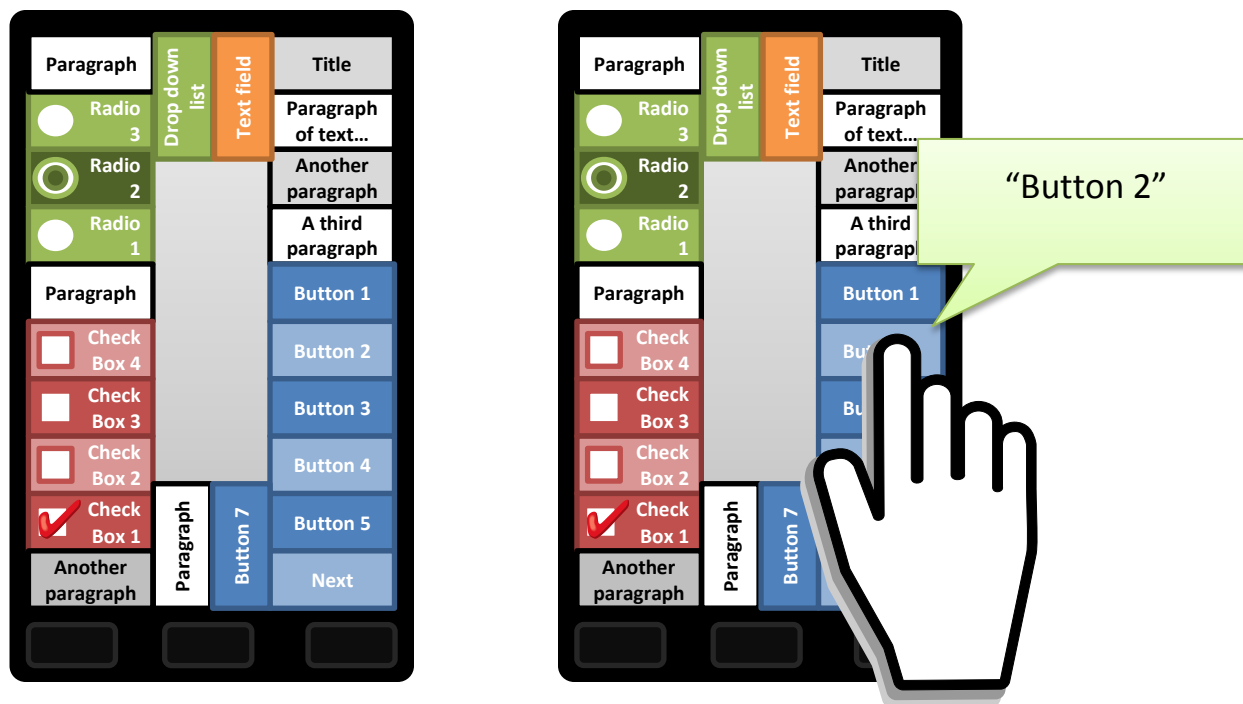 Paragraph
Radio
3
Radio
2
Radio
1
Paragraph
Check
Box 4
Check
Box 3
Check
Box 2
Check
Box 1
Another
paragraph
Drop down
list
Text field
Paragraph
Button 7
Title
Paragraph
of text...
Another
paragraph
A third
paragraph
Button 1
Button 2
Button 3
Button 4
Button 5
Next
Paragraph
Radio
3
Radio
2
Radio
1
Paragraph
Check
Box 4
Check
Box 3
Check
Box 2
Check
Box 1
Another
paragraph
Drop down
list
Text field
Paragraph
Button 7
Title
Paragraph
of text...
Another
A third
Button 1
“Button 2”